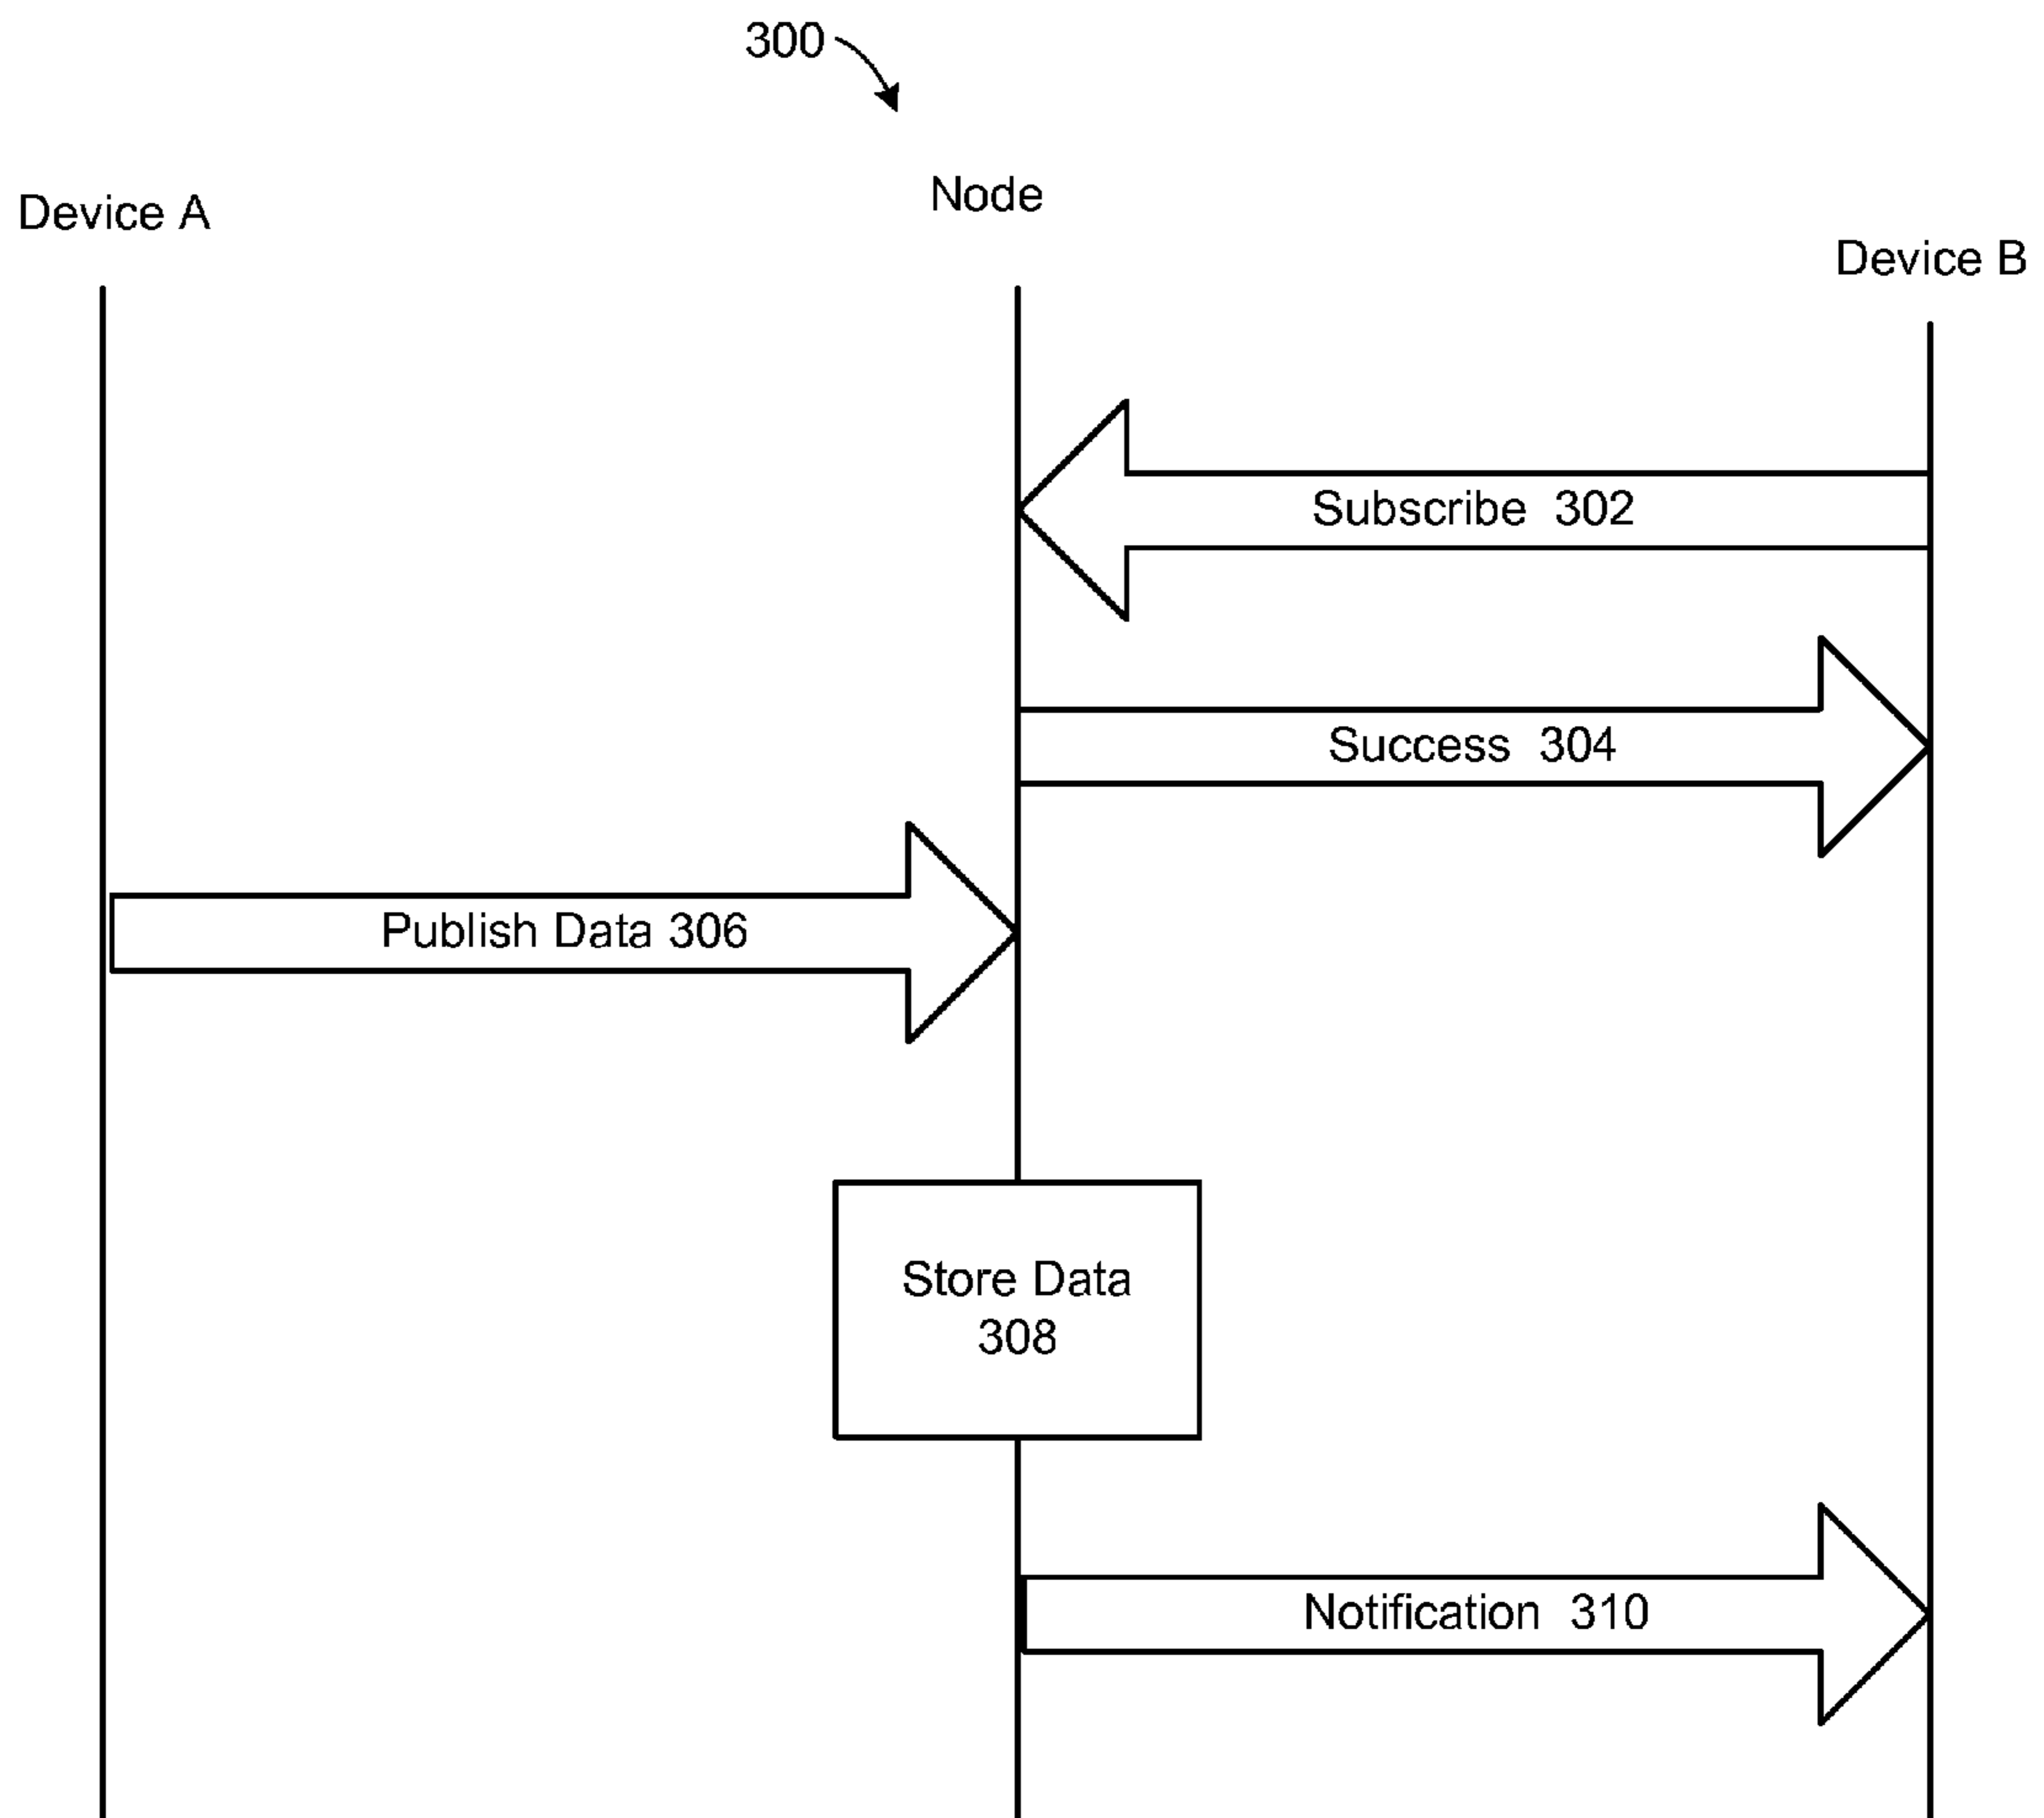 300
Node
Device A
Device B
Subscribe 302
Success 304
Publish Data 306
Store Data
308
Notification 310